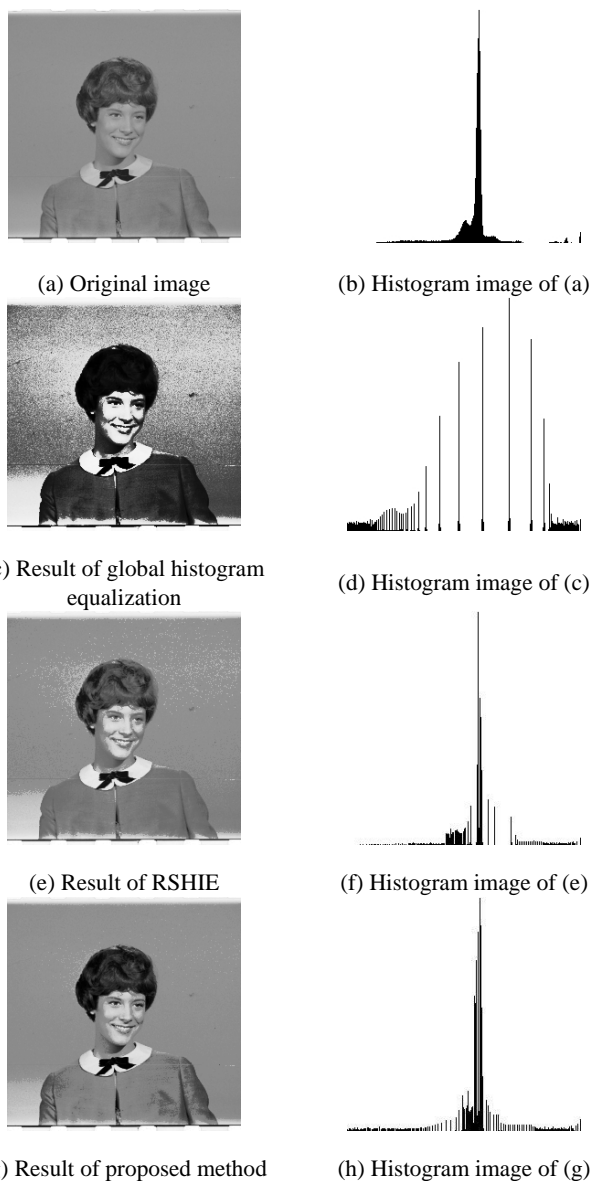 (a) Original image
(b) Histogram image of (a)
) Result of global histogram
equalization
(d) Histogram image of (c)
(e) Result of RSHIE
(f) Histogram image of (e)
) Result of proposed method
(h) Histogram image of (g)